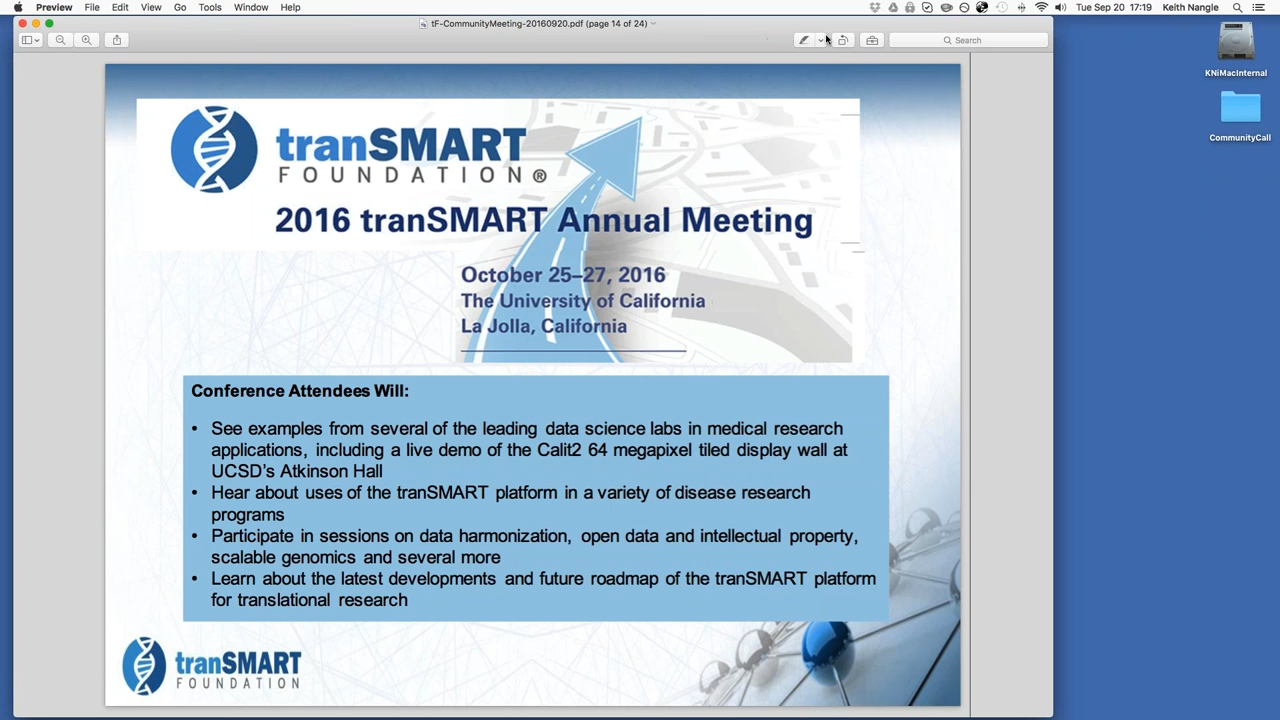 Preview File Edit View Go Tools Window Help
Tue Sep 20 17:19 Keith Nangle
tF-CommunityMeeting-20160920.pdf (page 14 of 24)
Search
KNiMacInternal
CommunityCall
tranSMART
FOUNDATION®
2016 tranSMART Annual Meeting
October 25–27, 2016
The University of California
La Jolla, California
Conference Attendees Will:
• See examples from several of the leading data science labs in medical research
applications, including a live demo of the Calit2 64 megapixel tiled display wall at
UCSD's Atkinson Hall
• Hear about uses of the tranSMART platform in a variety of disease research
programs
• Participate in sessions on data harmonization, open data and intellectual property,
scalable genomics and several more
• Learn about the latest developments and future roadmap of the tranSMART platform
for translational research
tranSMART
FOUNDATION